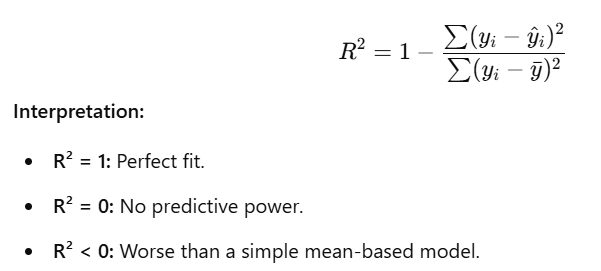 R² = 1 − ∑(yᵢ − ŷᵢ)² / ∑(yᵢ − ȳ)²
Interpretation:
• R² = 1: Perfect fit.
• R² = 0: No predictive power.
• R² < 0: Worse than a simple mean-based model.